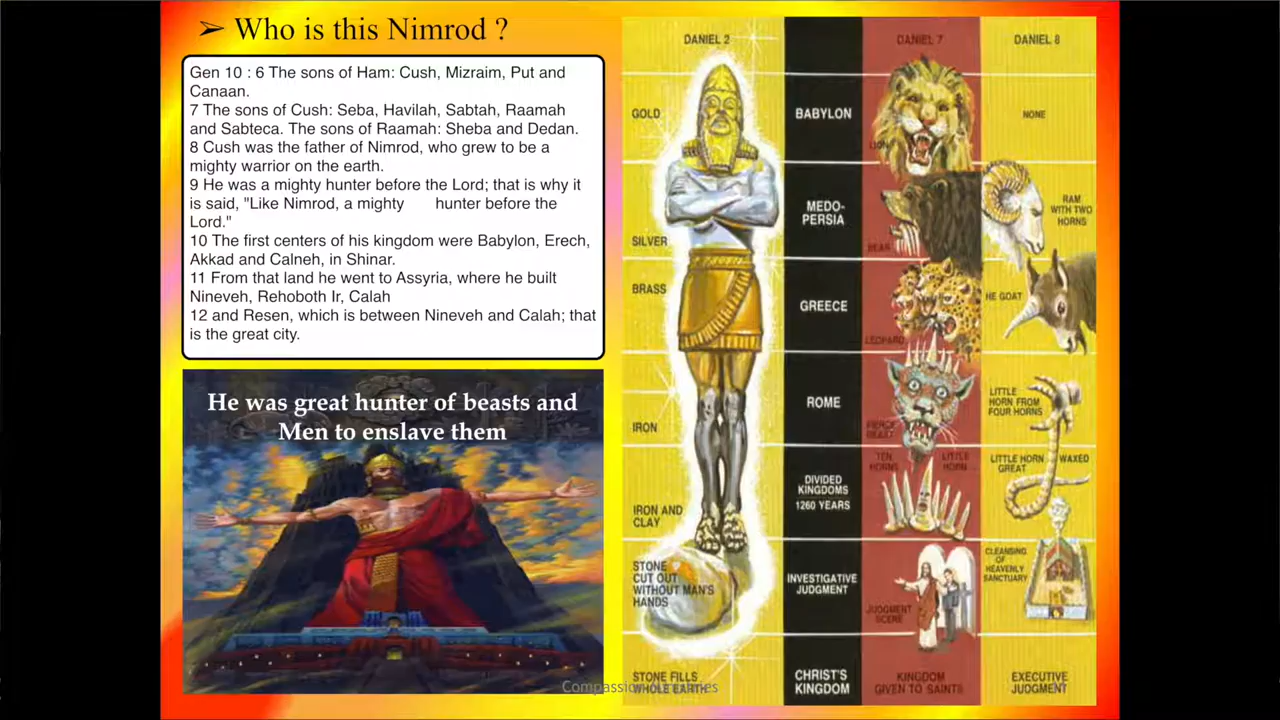 ➢ Who is this Nimrod ?
Gen 10 : 6 The sons of Ham: Cush, Mizraim, Put and
Canaan.
7 The sons of Cush: Seba, Havilah, Sabtah, Raamah
and Sabteca. The sons of Raamah: Sheba and Dedan.
8 Cush was the father of Nimrod, who grew to be a
mighty warrior on the earth.
9 He was a mighty hunter before the Lord; that is why it
is said, "Like Nimrod, a mighty hunter before the
Lord."
10 The first centers of his kingdom were Babylon, Erech,
Akkad and Calneh, in Shinar.
11 From that land he went to Assyria, where he built
Nineveh, Rehoboth Ir, Calah
12 and Resen, which is between Nineveh and Calah; that
is the great city.
He was great hunter of beasts and
Men to enslave them
DANIEL 2
DANIEL 7
DANIEL 8
GOLD
BABYLON
LION
NONE
SILVER
MEDO-
PERSIA
BEAR
RAM
WITH TWO
HORNS
BRASS
GREECE
LEOPARD
HE GOAT
IRON
ROME
FIERCE
BEAST
LITTLE
HORN FROM
FOUR HORNS
IRON AND
CLAY
DIVIDED
KINGDOMS
1260 YEARS
TEN
HORNS
LITTLE
HORN
LITTLE HORN WAXED
GREAT
STONE
CUT OUT
WITHOUT MAN'S
HANDS
INVESTIGATIVE
JUDGMENT
JUDGMENT
SCENE
CLEANSING
OF
HEAVENLY
SANCTUARY
STONE FILLS
WHOLE EARTH
CHRIST'S
KINGDOM
KINGDOM
GIVEN TO SAINTS
EXECUTIVE
JUDGMENT